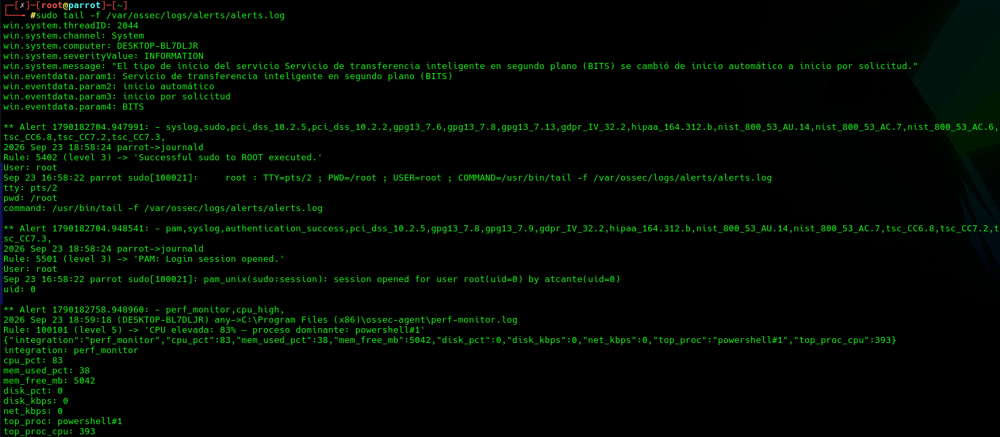 ┌─[✗]─[root@parrot]─[~]
└──╼ #sudo tail -f /var/ossec/logs/alerts/alerts.log
win.system.threadID: 2044
win.system.channel: System
win.system.computer: DESKTOP-BL7DLJR
win.system.severityValue: INFORMATION
win.system.message: "El tipo de inicio del servicio Servicio de transferencia inteligente en segundo plano (BITS) se cambió de inicio automático a inicio por solicitud."
win.eventdata.param1: Servicio de transferencia inteligente en segundo plano (BITS)
win.eventdata.param2: inicio automático
win.eventdata.param3: inicio por solicitud
win.eventdata.param4: BITS
** Alert 1790182704.947991: - syslog,sudo,pci_dss_10.2.5,pci_dss_10.2.2,gpg13_7.6,gpg13_7.8,gpg13_7.13,gdpr_IV_32.2,hipaa_164.312.b,nist_800_53_AU.14,nist_800_53_AC.7,nist_800_53_AC.6,
tsc_CC6.8,tsc_CC7.2,tsc_CC7.3,
2026 Sep 23 18:58:24 parrot->journald
Rule: 5402 (level 3) -> 'Successful sudo to ROOT executed.'
User: root
Sep 23 16:58:22 parrot sudo[100021]:     root : TTY=pts/2 ; PWD=/root ; USER=root ; COMMAND=/usr/bin/tail -f /var/ossec/logs/alerts/alerts.log
tty: pts/2
pwd: /root
command: /usr/bin/tail -f /var/ossec/logs/alerts/alerts.log
** Alert 1790182704.948541: - pam,syslog,authentication_success,pci_dss_10.2.5,gpg13_7.8,gpg13_7.9,gdpr_IV_32.2,hipaa_164.312.b,nist_800_53_AU.14,nist_800_53_AC.7,tsc_CC6.8,tsc_CC7.2,t
sc_CC7.3,
2026 Sep 23 18:58:24 parrot->journald
Rule: 5501 (level 3) -> 'PAM: Login session opened.'
User: root
Sep 23 16:58:22 parrot sudo[100021]: pam_unix(sudo:session): session opened for user root(uid=0) by atcante(uid=0)
uid: 0
** Alert 1790182758.948960: - perf_monitor,cpu_high,
2026 Sep 23 18:59:18 (DESKTOP-BL7DLJR) any->C:\Program Files (x86)\ossec-agent\perf-monitor.log
Rule: 100101 (level 5) -> 'CPU elevada: 83% — proceso dominante: powershell#1'
{"integration":"perf_monitor","cpu_pct":83,"mem_used_pct":38,"mem_free_mb":5042,"disk_pct":0,"disk_kbps":0,"net_kbps":0,"top_proc":"powershell#1","top_proc_cpu":393}
integration: perf_monitor
cpu_pct: 83
mem_used_pct: 38
mem_free_mb: 5042
disk_pct: 0
disk_kbps: 0
net_kbps: 0
top_proc: powershell#1
top_proc_cpu: 393